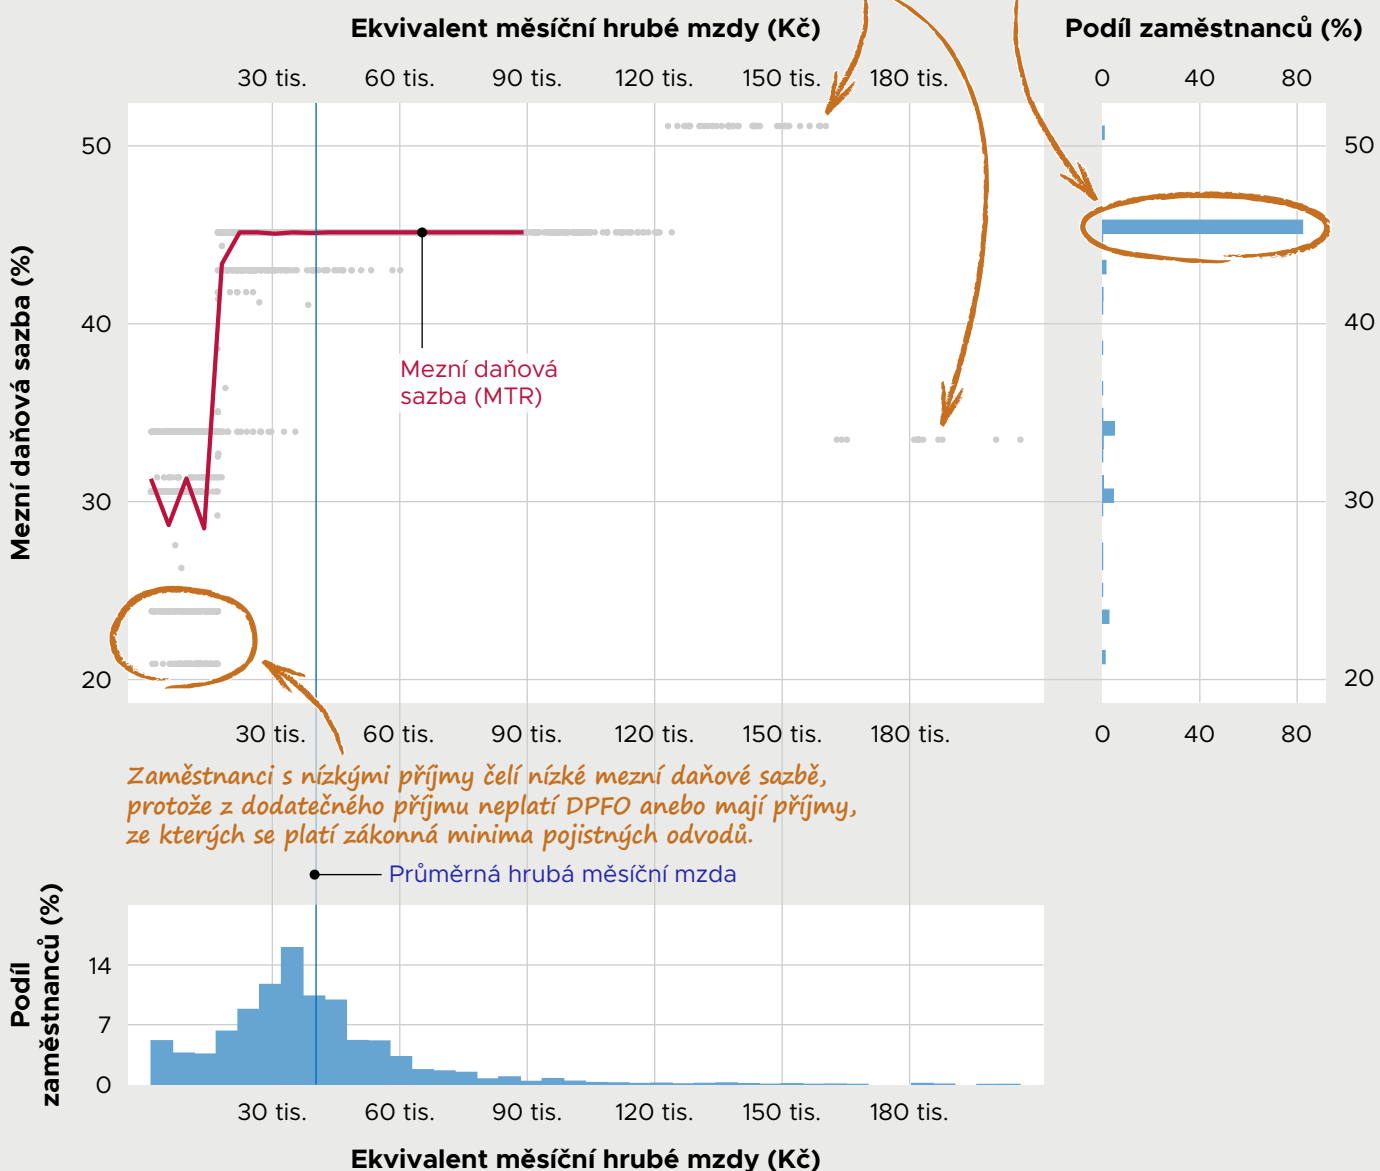 Ekvivalent měsíční hrubé mzdy (Kč)
Podíl zaměstnanců (%)
30 tis. 60 tis. 90 tis. 120 tis. 150 tis. 180 tis.
0 40 80
Mezní daňová sazba (%)
50
40
30
20
50
40
30
20
Mezní daňová
sazba (MTR)
30 tis. 60 tis. 90 tis. 120 tis. 150 tis. 180 tis.
0 40 80
Zaměstnanci s nízkými příjmy čelí nízké mezní daňové sazbě,
protože z dodatečného příjmu neplatí DPFO anebo mají příjmy,
ze kterých se platí zákonná minima pojistných odvodů.
Průměrná hrubá měsíční mzda
Podíl
zaměstnanců (%)
14
7
0
30 tis. 60 tis. 90 tis. 120 tis. 150 tis. 180 tis.
Ekvivalent měsíční hrubé mzdy (Kč)